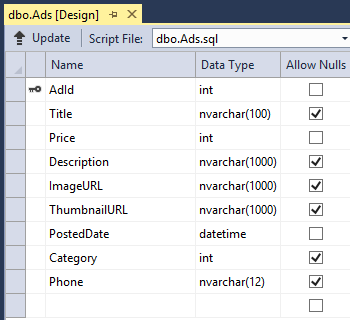 dbo.Ads [Design]
Update Script File: dbo.Ads.sql
Name Data Type Allow Nulls
AdId int
Title nvarchar(100)
Price int
Description nvarchar(1000)
ImageURL nvarchar(1000)
ThumbnailURL nvarchar(1000)
PostedDate datetime
Category int
Phone nvarchar(12)